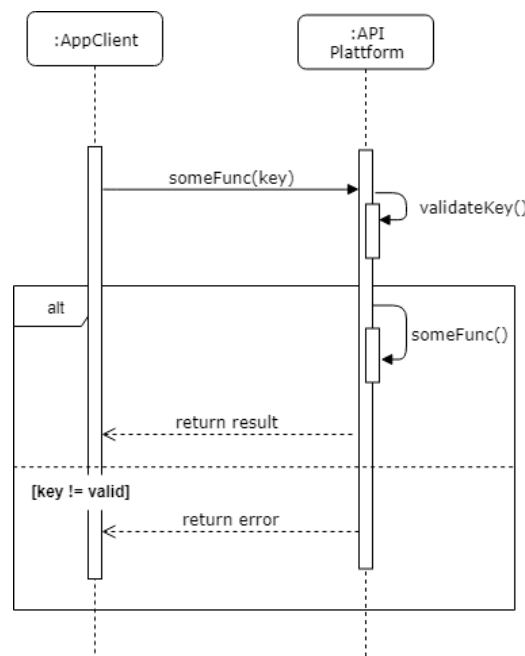 :AppClient
:API
Plattform
someFunc(key)
validateKey()
alt
someFunc()
return result
[key != valid]
return error